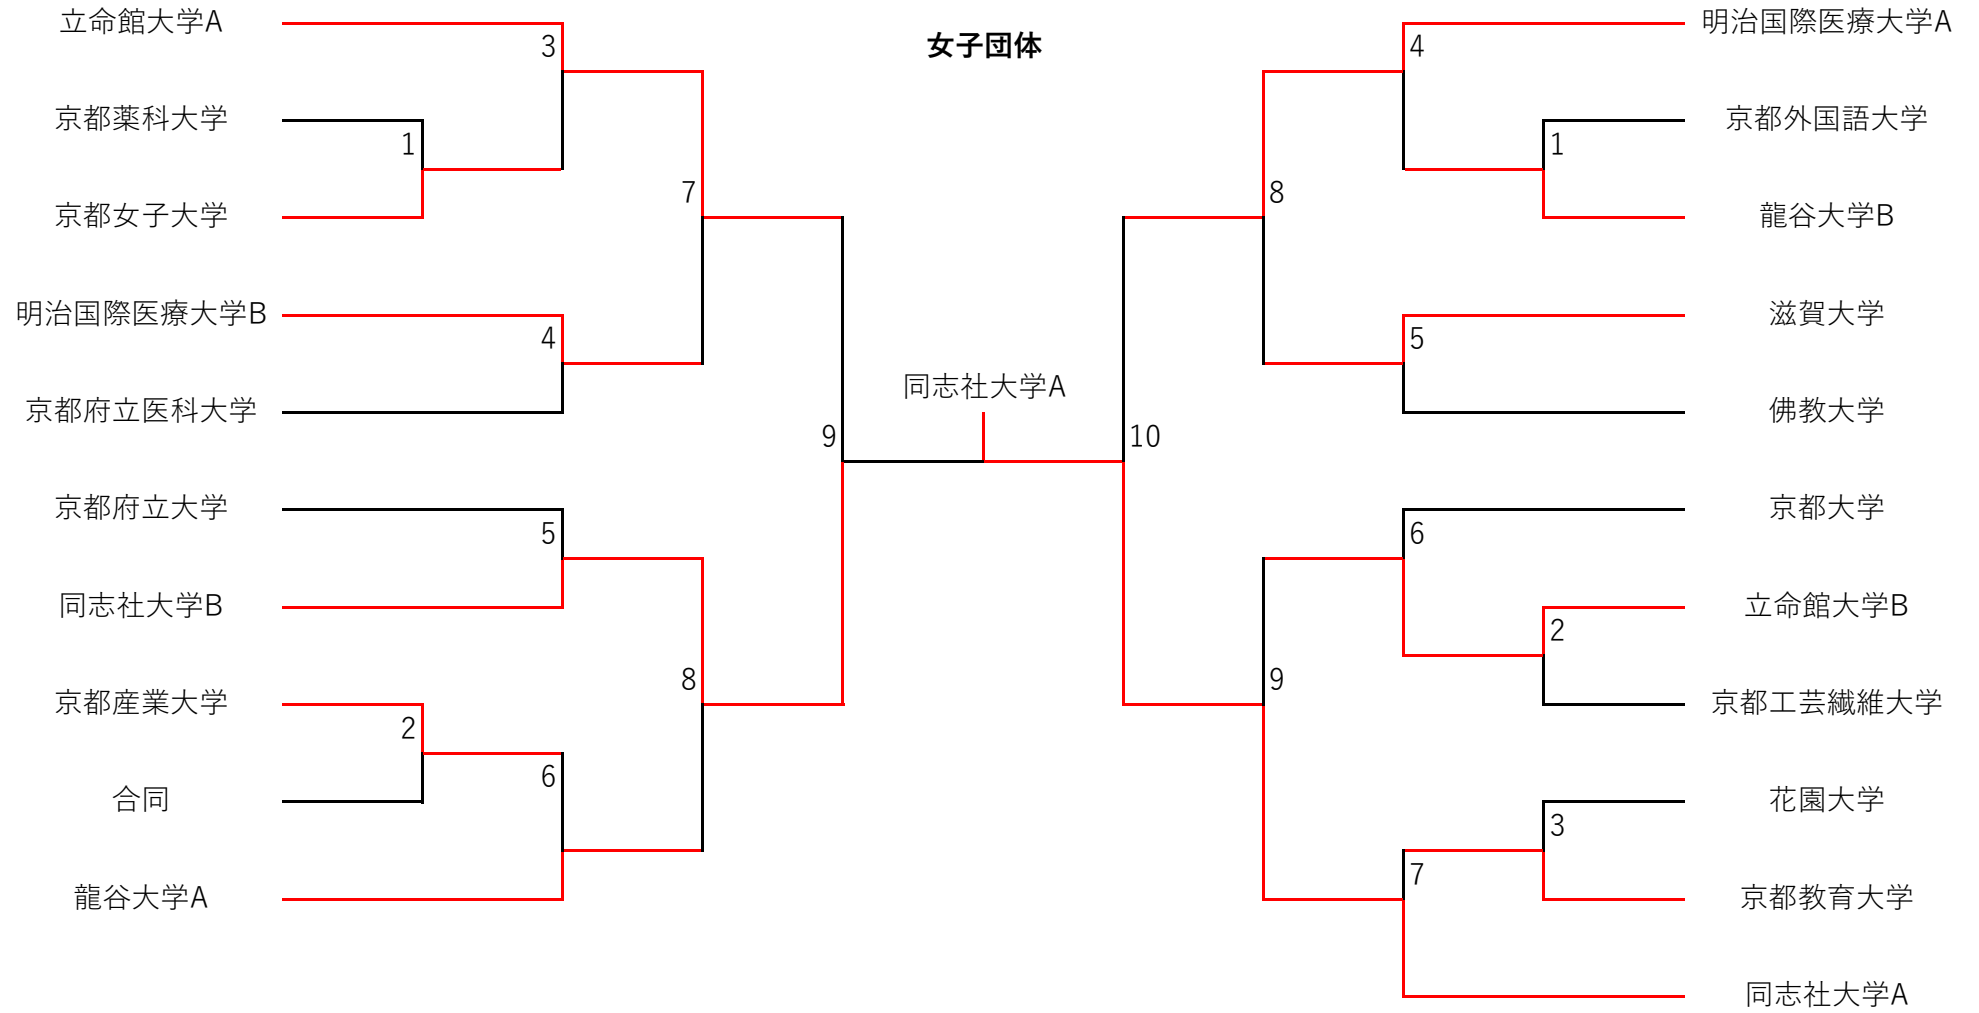 女子団体
立命館大学A
3
京都薬科大学
1
京都女子大学
7
明治国際医療大学B
4
京都府立医科大学
9
京都府立大学
5
同志社大学B
8
京都産業大学
2
合同
6
龍谷大学A
同志社大学A
明治国際医療大学A
4
京都外国語大学
1
8
龍谷大学B
滋賀大学
5
佛教大学
10
京都大学
6
立命館大学B
2
9
京都工芸繊維大学
花園大学
3
7
京都教育大学
同志社大学A